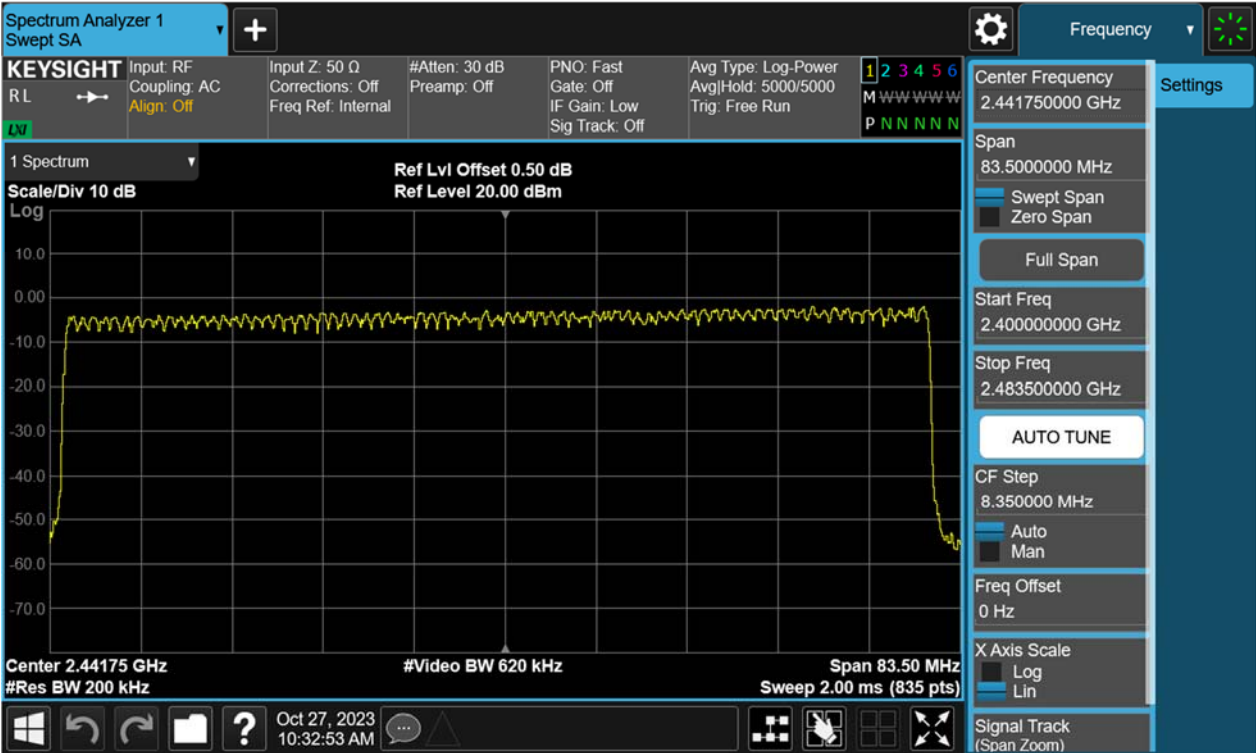 Spectrum Analyzer 1
Swept SA
+
Frequency
KEYSIGHT
R L
LXI
Input: RF
Coupling: AC
Align: Off
Input Z: 50 Ω
Corrections: Off
Freq Ref: Internal
#Atten: 30 dB
Preamp: Off
PNO: Fast
Gate: Off
IF Gain: Low
Sig Track: Off
Avg Type: Log-Power
Avg|Hold: 5000/5000
Trig: Free Run
1 2 3 4 5 6
M W W W W W W
P N N N N N N
1 Spectrum
Scale/Div 10 dB
Ref Lvl Offset 0.50 dB
Ref Level 20.00 dBm
Log
10.0
0.00
-10.0
-20.0
-30.0
-40.0
-50.0
-60.0
-70.0
Center 2.44175 GHz
#Res BW 200 kHz
#Video BW 620 kHz
Span 83.50 MHz
Sweep 2.00 ms (835 pts)
?
Oct 27, 2023
10:32:53 AM
Center Frequency
2.441750000 GHz
Span
83.5000000 MHz
Swept Span
Zero Span
Full Span
Start Freq
2.400000000 GHz
Stop Freq
2.483500000 GHz
AUTO TUNE
CF Step
8.350000 MHz
Auto
Man
Freq Offset
0 Hz
X Axis Scale
Log
Lin
Signal Track
(Span Zoom)
Settings